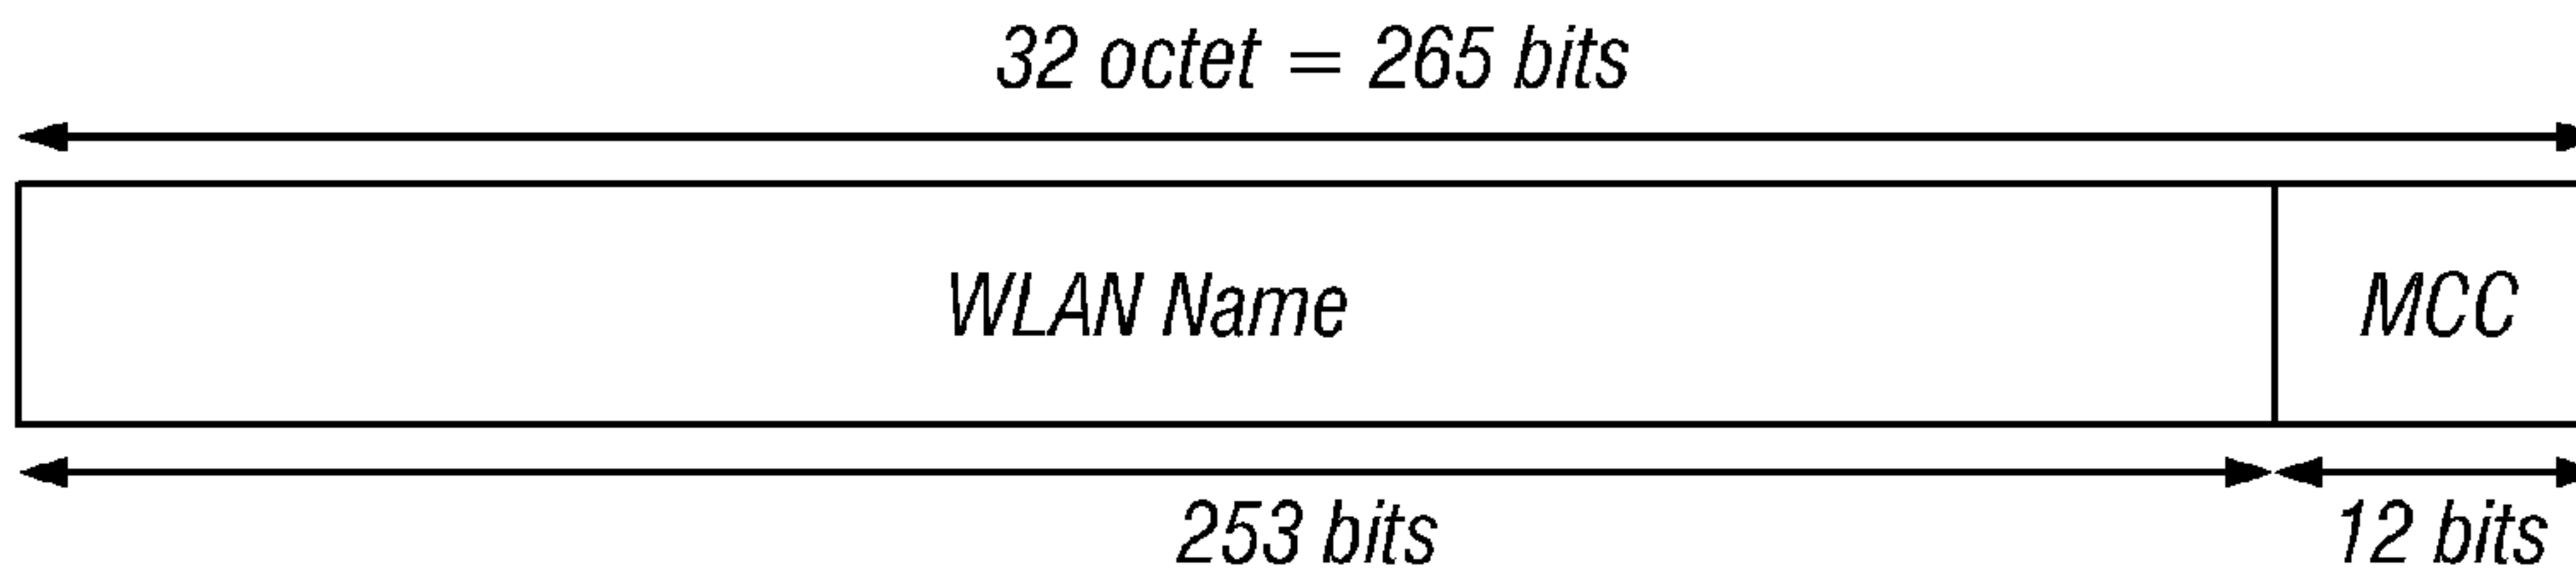 32 octet = 265 bits
WLAN Name
MCC
253 bits
12 bits